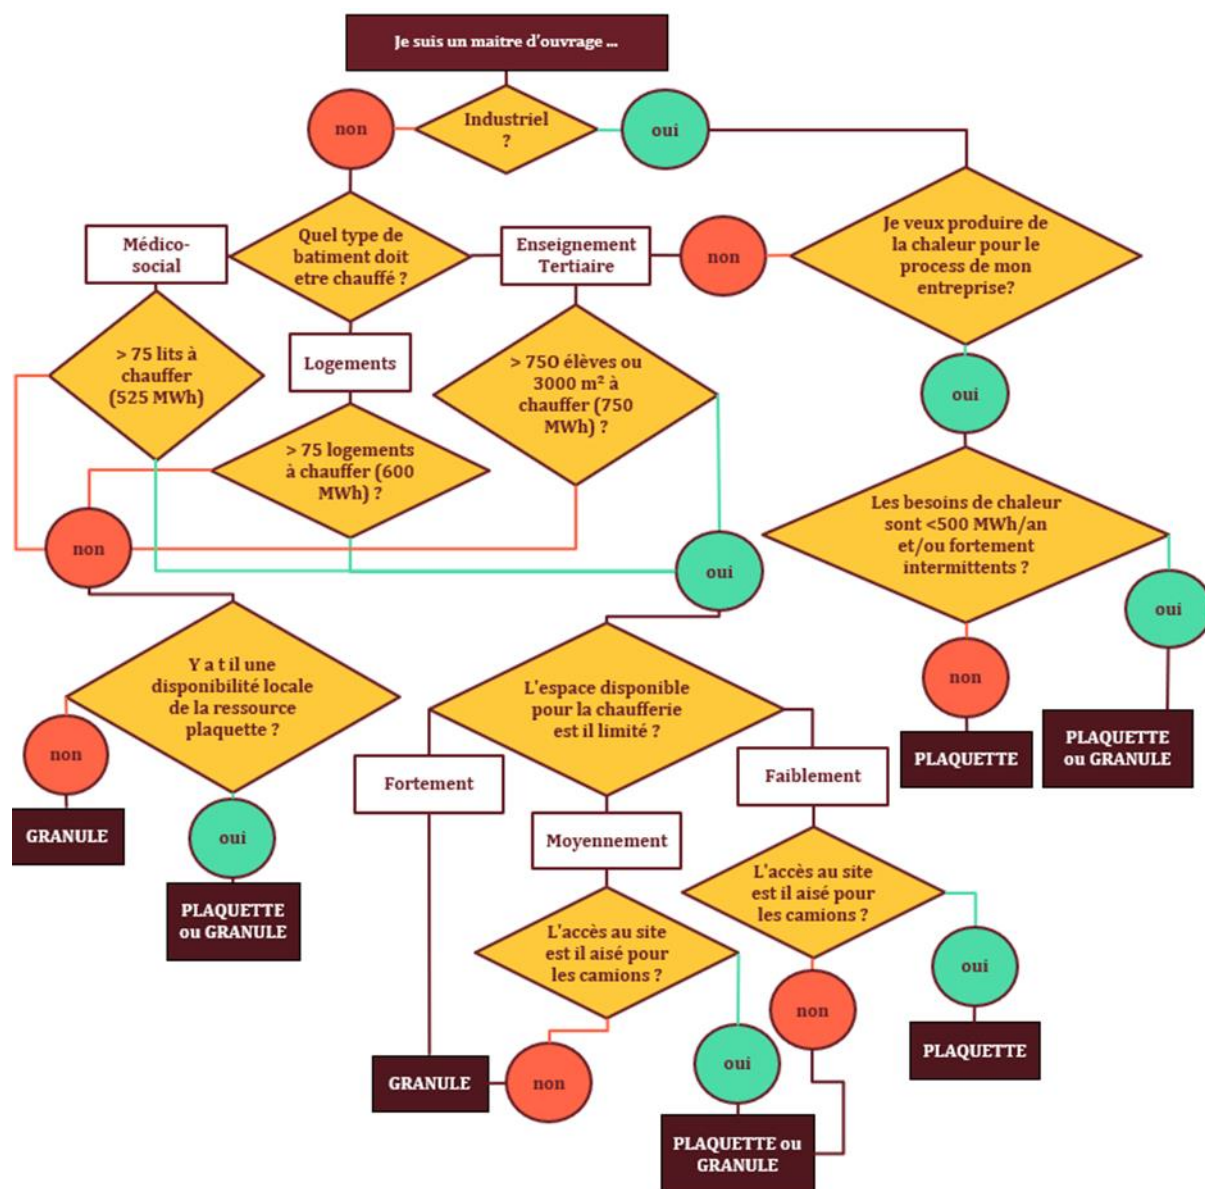 Je suis un maitre d'ouvrage ...
non
Industriel
?
oui
Médico-
social
Quel type de
batiment doit
etre chauffé ?
Enseignement
Tertiaire
non
Je veux produire de
la chaleur pour le
process de mon
entreprise?
> 75 lits à
chauffer
(525 MWh)
Logements
> 75O élèves ou
3000 m² à
chauffer (750
MWh) ?
oui
> 75 logements
à chauffer (600
MWh) ?
Les besoins de chaleur
sont <500 MWh/an
et/ou fortement
intermittents ?
non
oui
oui
Y a t il une
disponibilité locale
de la ressource
plaquette ?
L'espace disponible
pour la chaufferie
est il limité ?
non
non
Fortement
Faiblement
PLAQUETTE
PLAQUETTE
ou GRANULE
GRANULE
oui
Moyennement
PLAQUETTE
ou GRANULE
L'accès au site
est il aisé pour
les camions ?
L'accès au site
est il aisé pour
les camions ?
oui
non
GRANULE
non
oui
PLAQUETTE
PLAQUETTE ou
GRANULE